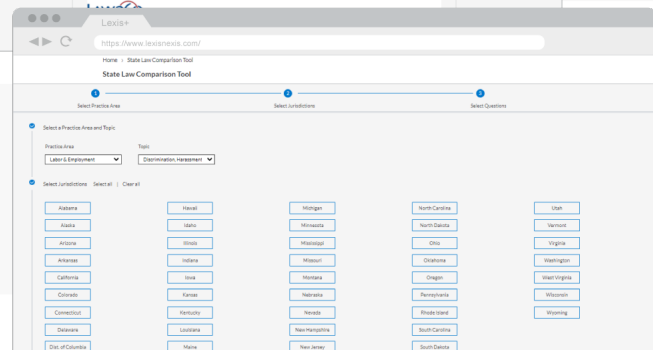 Lexis+
https://www.lexisnexis.com/
Home > State Law Comparison Tool
State Law Comparison Tool
1 2 3
Select Practice Area Select Jurisdictions Select Questions
Select a Practice Area and Topic
Practice Area Topic
Labor & Employment Discrimination, Harassment
Select Jurisdictions Select all | Clear all
Alabama Hawaii Michigan North Carolina Utah
Alaska Idaho Minnesota North Dakota Vermont
Arizona Illinois Mississippi Ohio Virginia
Arkansas Indiana Missouri Oklahoma Washington
California Iowa Montana Oregon West Virginia
Colorado Kansas Nebraska Pennsylvania Wisconsin
Connecticut Kentucky Nevada Rhode Island Wyoming
Delaware Louisiana New Hampshire South Carolina
Dist. of Columbia Maine New Jersey South Dakota